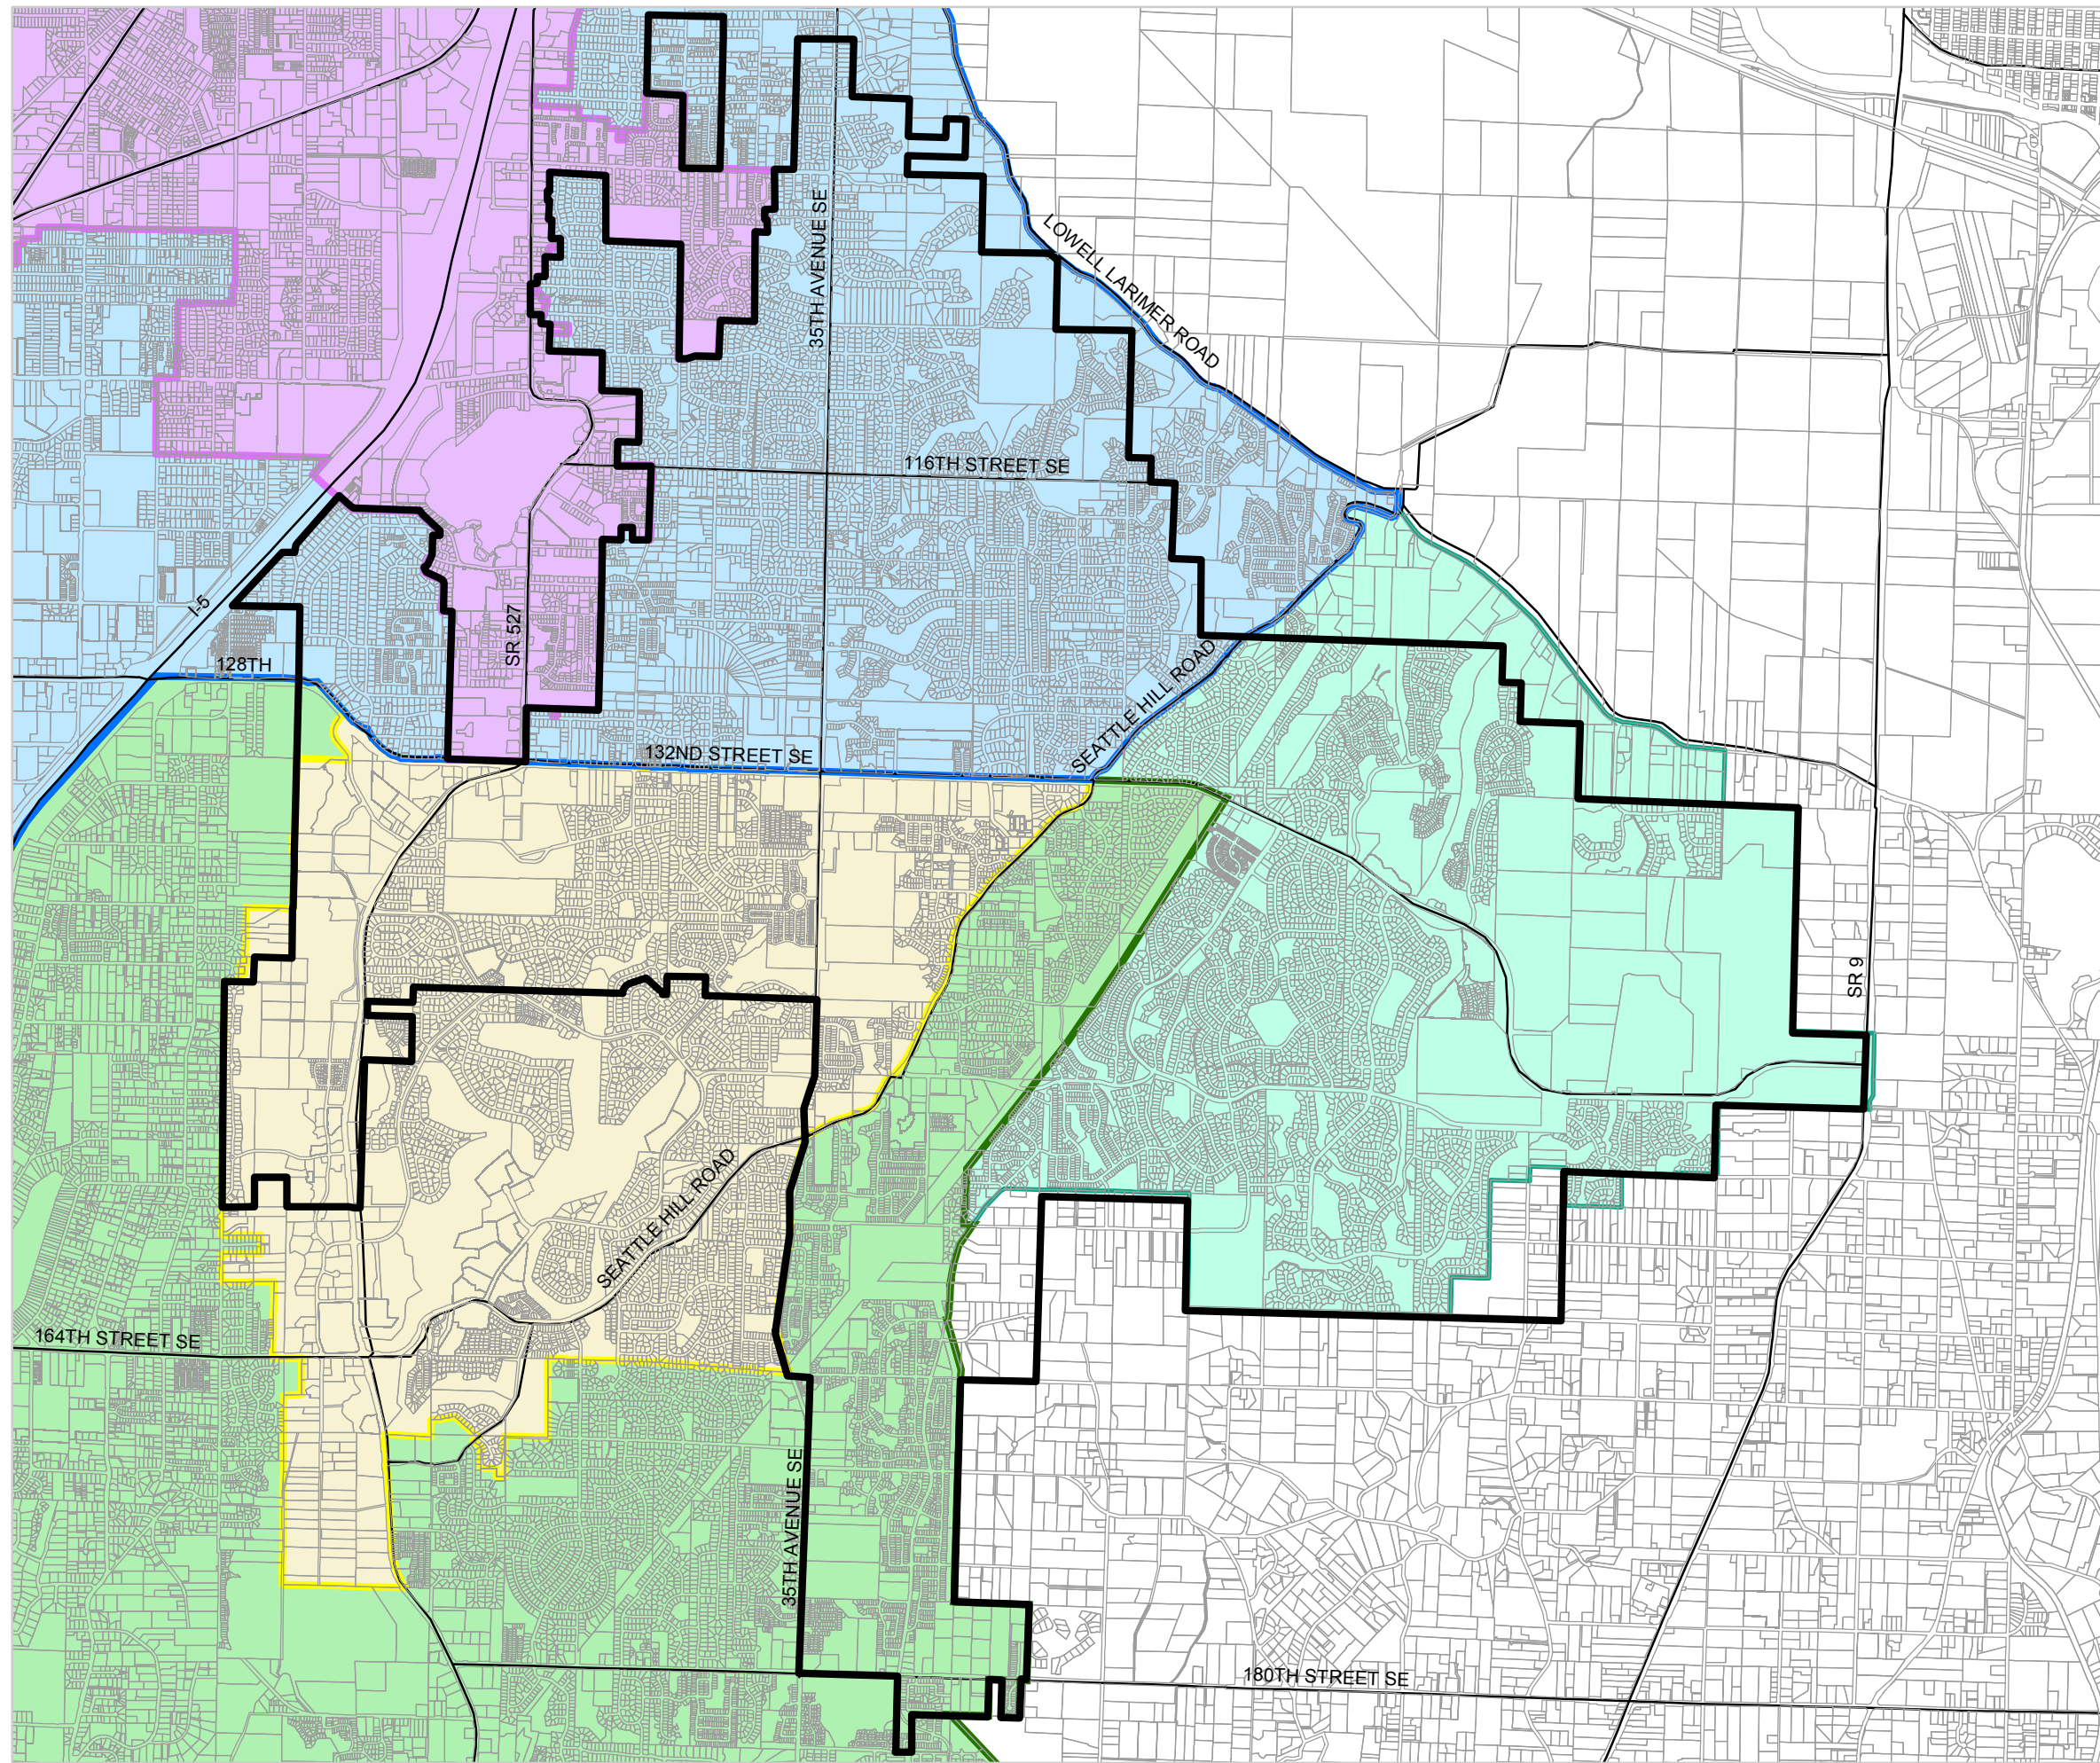 35TH AVENUE SE
LOWELL LARIMER ROAD
116TH STREET SE
I-5
SR 527
128TH
SEATTLE HILL ROAD
132ND STREET SE
SR 9
SEATTLE HILL ROAD
164TH STREET SE
35TH AVENUE SE
180TH STREET SE